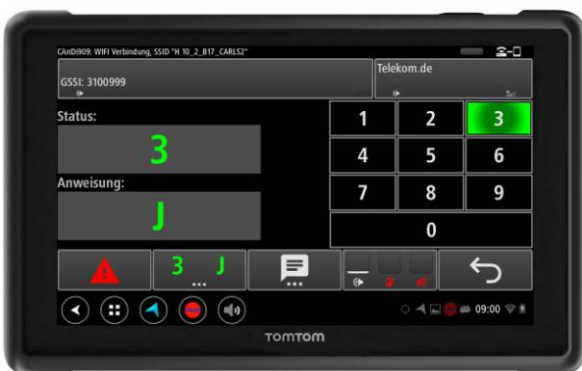 CAnDi909: WIFI Verbindung, SSID "H 10_2_B17_CARLS2"
GSSI: 3100999
Telekom.de
Status:
3
Anweisung:
J
1 2 3
4 5 6
7 8 9
0
3 J
...
...
09:00
TOMTOM